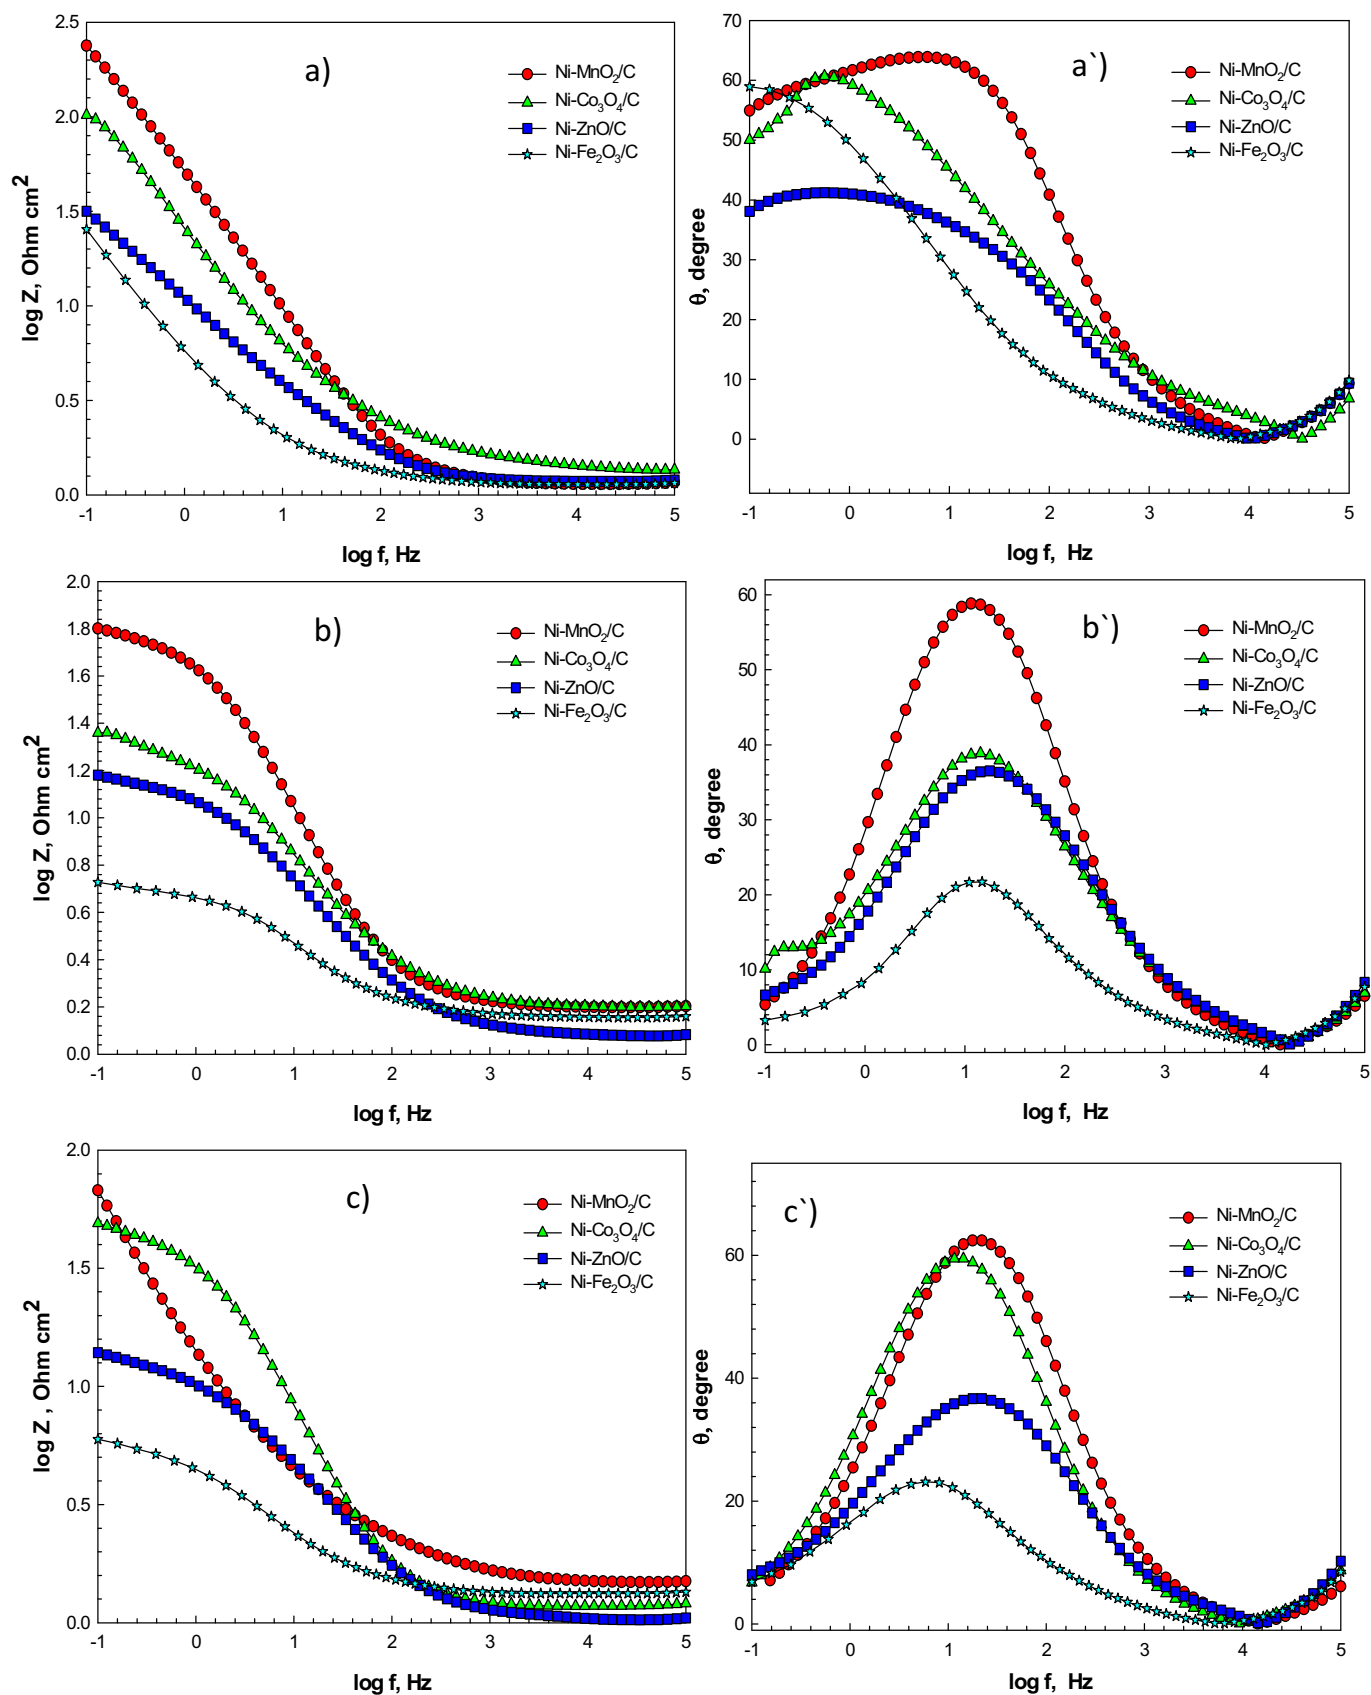 a)
2.5
2.0
1.5
1.0
0.5
0.0
log Z, Ohm cm²
Ni-MnO₂/C
Ni-Co₃O₄/C
Ni-ZnO/C
Ni-Fe₂O₃/C
-1 0 1 2 3 4 5
log f, Hz
a`)
70
60
50
40
30
20
10
0
θ, degree
Ni-MnO₂/C
Ni-Co₃O₄/C
Ni-ZnO/C
Ni-Fe₂O₃/C
-1 0 1 2 3 4 5
log f, Hz
b)
2.0
1.8
1.6
1.4
1.2
1.0
0.8
0.6
0.4
0.2
0.0
log Z, Ohm cm²
Ni-MnO₂/C
Ni-Co₃O₄/C
Ni-ZnO/C
Ni-Fe₂O₃/C
-1 0 1 2 3 4 5
log f, Hz
b`)
60
50
40
30
20
10
0
θ, degree
Ni-MnO₂/C
Ni-Co₃O₄/C
Ni-ZnO/C
Ni-Fe₂O₃/C
-1 0 1 2 3 4 5
log f, Hz
c)
2.0
1.5
1.0
0.5
0.0
log Z , Ohm cm²
Ni-MnO₂/C
Ni-Co₃O₄/C
Ni-ZnO/C
Ni-Fe₂O₃/C
-1 0 1 2 3 4 5
log f, Hz
c`)
60
40
20
0
θ, degree
Ni-MnO₂/C
Ni-Co₃O₄/C
Ni-ZnO/C
Ni-Fe₂O₃/C
-1 0 1 2 3 4 5
log f, Hz